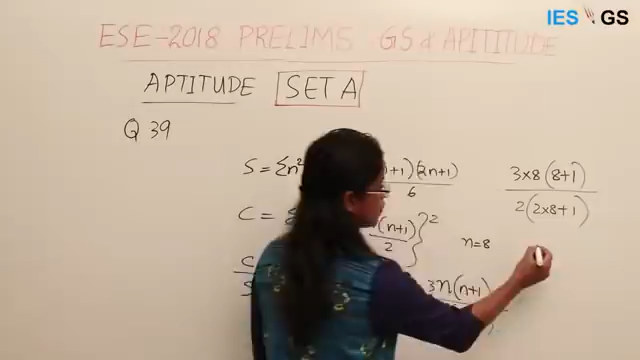 IES GS
ESE-2018 PRELIMS GS & APTITUDE
APTITUDE SET A
Q 39
S = Σn² +1)(2n+1) / 6
3×8(8+1) / 2(2×8+1)
C = (n+1) / 2 }²
n=8
C / S 3n(n+1)